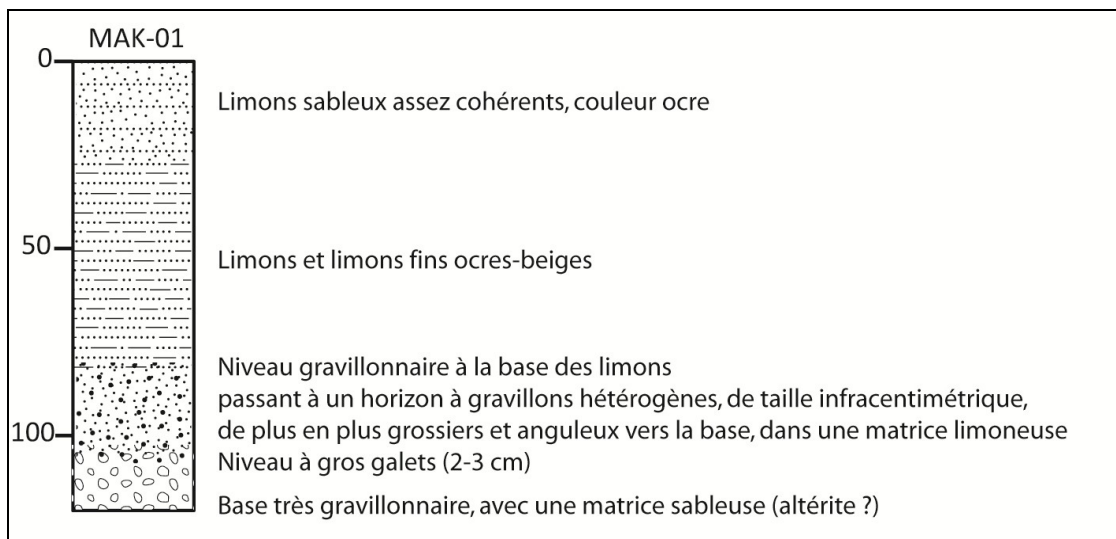 MAK-01
0
Limons sableux assez cohérents, couleur ocre
50
Limons et limons fins ocres-beiges
Niveau gravillonnaire à la base des limons
passant à un horizon à gravillons hétérogènes, de taille infracentimétrique,
100
de plus en plus grossiers et anguleux vers la base, dans une matrice limoneuse
Niveau à gros galets (2-3 cm)
Base très gravillonnaire, avec une matrice sableuse (altérite ?)